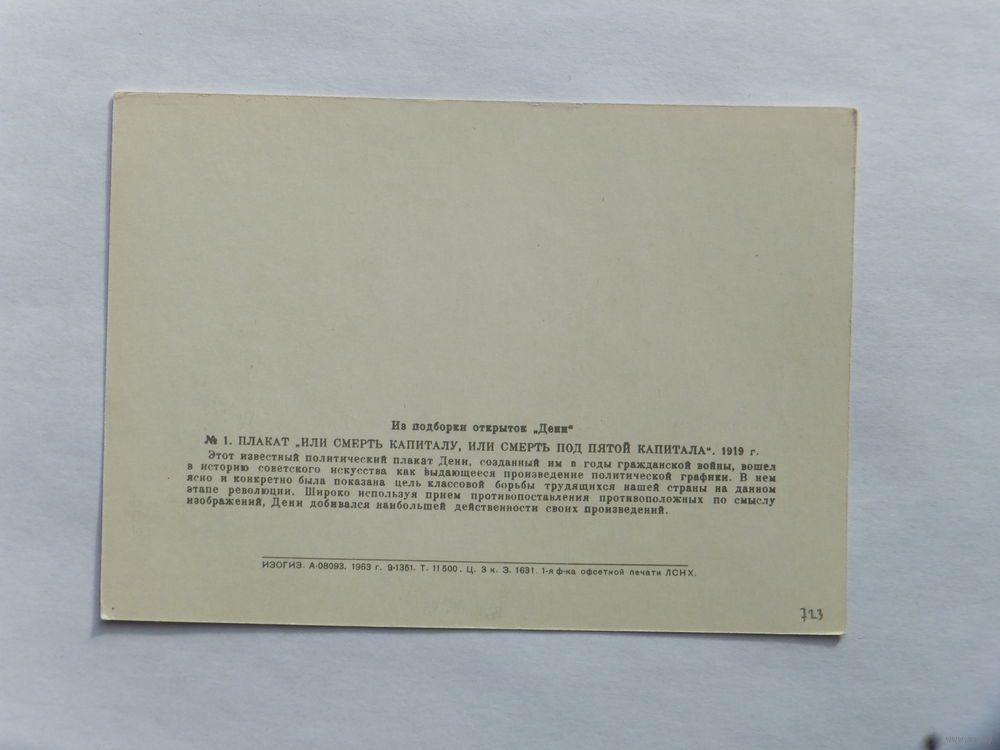 Из подборки открыток „Дени“
№ 1. ПЛАКАТ „ИЛИ СМЕРТЬ КАПИТАЛУ, ИЛИ СМЕРТЬ ПОД ПЯТОЙ КАПИТАЛА“. 1919 г.
Этот известный политический плакат Дени, созданный им в годы гражданской войны, вошел
в историю советского искусства как выдающееся произведение политической графики. В нем
ясно и конкретно была показана цель классовой борьбы трудящихся нашей страны на данном
этапе революции. Широко используя прием противопоставления противоположных по смыслу
изображений, Дени добивался наибольшей действенности своих произведений.
ИЗОГИЗ. А-08093. 1963 г. 9-1351. Т. 11 500. Ц. 3 к. З. 1631. 1-я ф-ка офсетной печати ЛСНХ.
723